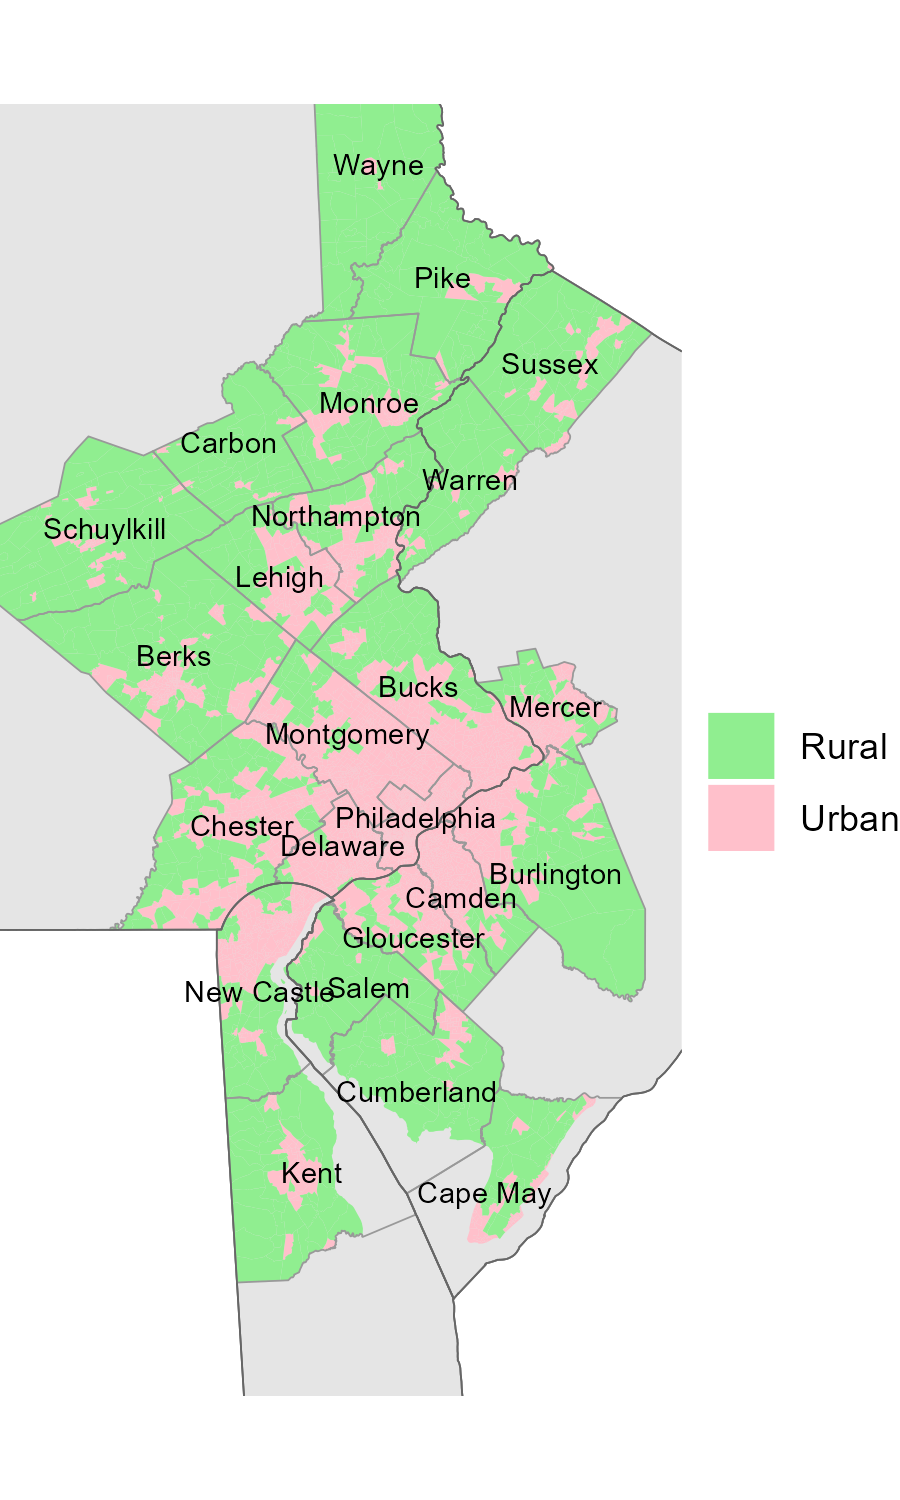 Wayne
Pike
Sussex
Monroe
Carbon
Warren
Northampton
Schuylkill
Lehigh
Berks
Bucks
Mercer
Montgomery
Rural
Philadelphia
Urban
Chester
Delaware
Burlington
Camden
Gloucester
New Castle
Salem
Cumberland
Kent
Cape May